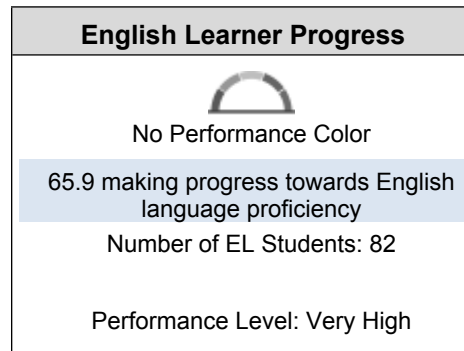 English Learner Progress
No Performance Color
65.9 making progress towards English
language proficiency
Number of EL Students: 82
Performance Level: Very High